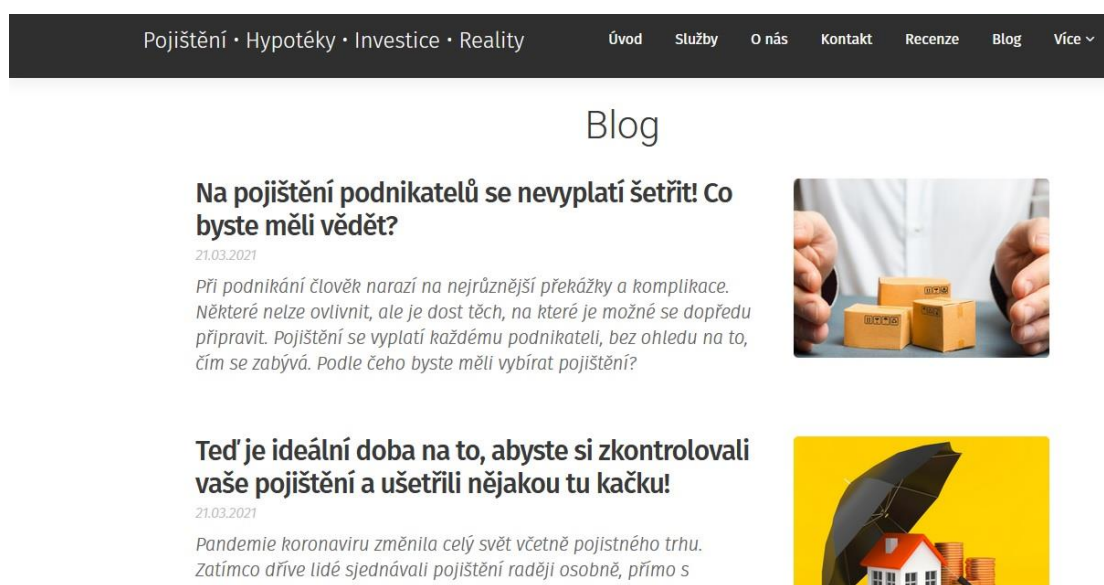 Pojištění • Hypotéky • Investice • Reality
Úvod
Služby
O nás
Kontakt
Recenze
Blog
Více
Blog
Na pojištění podnikatelů se nevyplatí šetřit! Co
byste měli vědět?
21.03.2021
Při podnikání člověk narazí na nejrůznější překážky a komplikace.
Některé nelze ovlivnit, ale je dost těch, na které je možné se dopředu
připravit. Pojištění se vyplatí každému podnikateli, bez ohledu na to,
čím se zabývá. Podle čeho byste měli vybírat pojištění?
Teď je ideální doba na to, abyste si zkontrolovali
vaše pojištění a ušetřili nějakou tu kačku!
21.03.2021
Pandemie koronaviru změnila celý svět včetně pojistného trhu.
Zatímco dříve lidé sjednávali pojištění raději osobně, přímo s